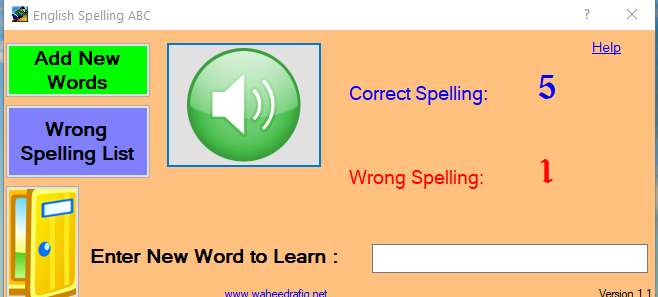 English Spelling ABC
Help
Add New
Words
Correct Spelling: 5
Wrong
Spelling List
Wrong Spelling: 1
Enter New Word to Learn :
www.waheedrafiq.net
Version 1.1